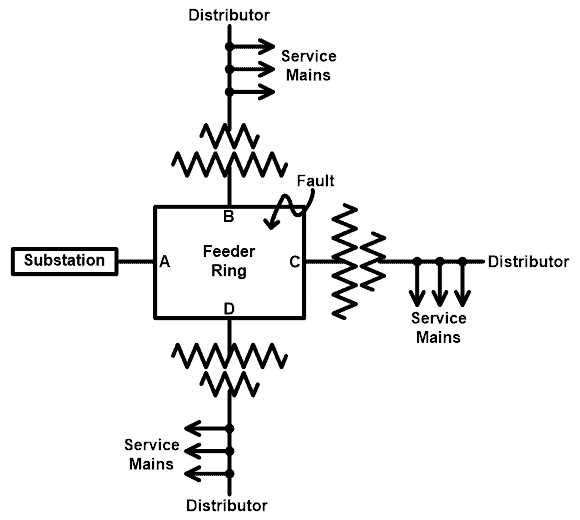 Distributor
Service
Mains
Fault
B
Substation
A
Feeder
Ring
C
Distributor
D
Service
Mains
Service
Mains
Distributor